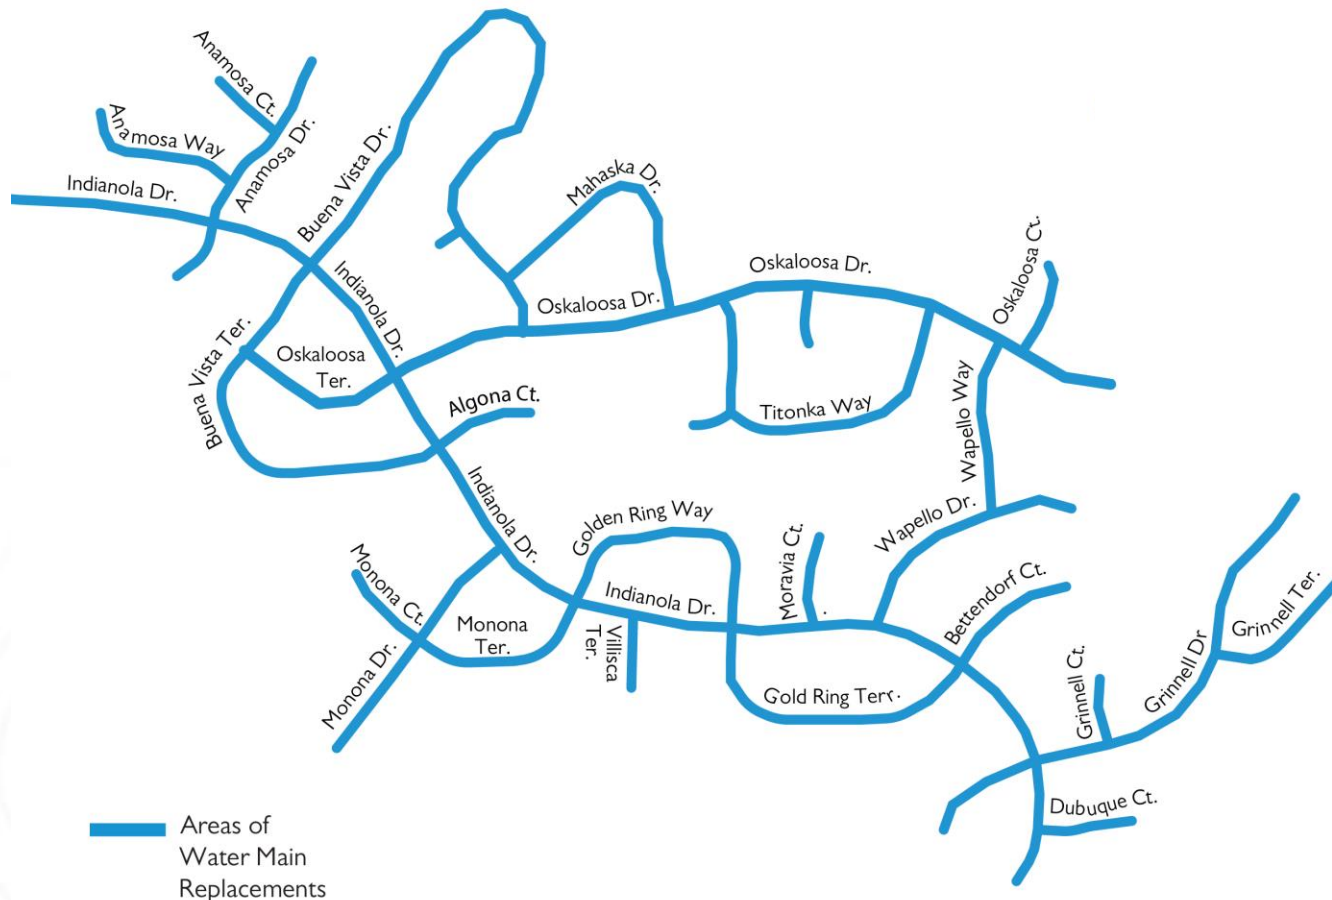 Anamosa Ct.
Anamosa Way
Anamosa Dr.
Indianola Dr.
Buena Vista Dr.
Mahaska Dr.
Indianola Dr.
Oskaloosa Dr.
Oskaloosa Dr.
Oskaloosa Ct.
Buena Vista Ter.
Oskaloosa
Ter.
Algona Ct.
Titonka Way
Wapello Way
Indianola Dr.
Golden Ring Way
Wapello Dr.
Monona Ct.
Monona
Ter.
Monona Dr.
Indianola Dr.
Villisca
Ter.
Moravia Ct.
.
Bettendorf Ct.
Gold Ring Terr.
Grinnell Ct.
Grinnell Dr
Grinnell Ter.
Dubuque Ct.
Areas of
Water Main
Replacements